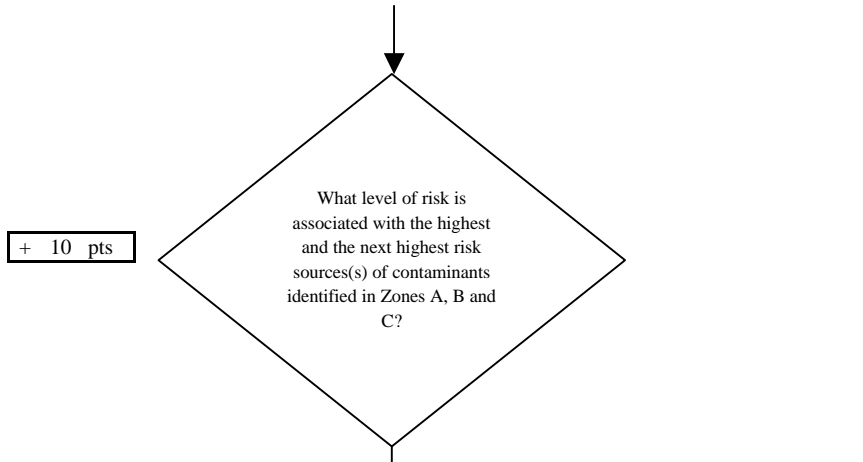 What level of risk is
associated with the highest
and the next highest risk
sources(s) of contaminants
identified in Zones A, B and
C?
+ 10 pts